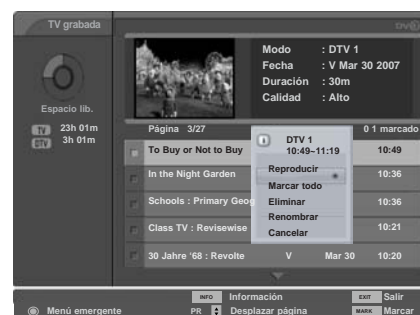 TV grabada
DVR
Modo : DTV 1
Fecha : V Mar 30 2007
Duración : 30m
Calidad : Alto
Espacio lib.
TV 23h 01m
DTV 3h 01m
Página 3/27 0 1 marcado
To Buy or Not to Buy 10:49
In the Night Garden 10:36
Schools : Primary Geog 10:36
Class TV : Revisewise 10:21
30 Jahre '68 : Revolte V Mar 30 10:20
i DTV 1
10:49~11:19
Reproducir
Marcar todo
Eliminar
Renombrar
Cancelar
INFO Información EXIT Salir
Menú emergente PR Desplazar página MARK Marcar